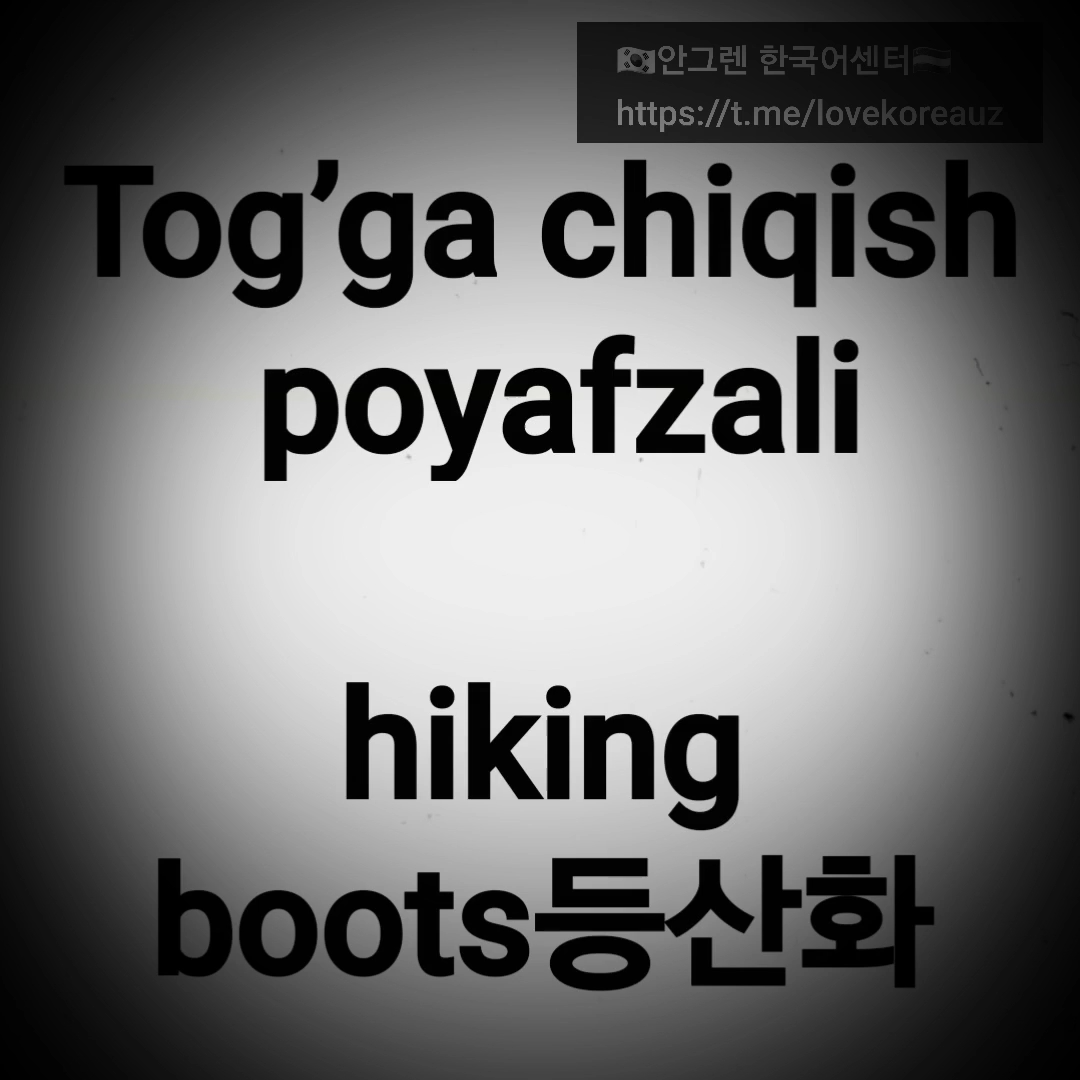 🇰🇷안그렌 한국어센터🇺🇿
https://t.me/lovekoreauz
Tog’ga chiqish
poyafzali
hiking
boots등산화